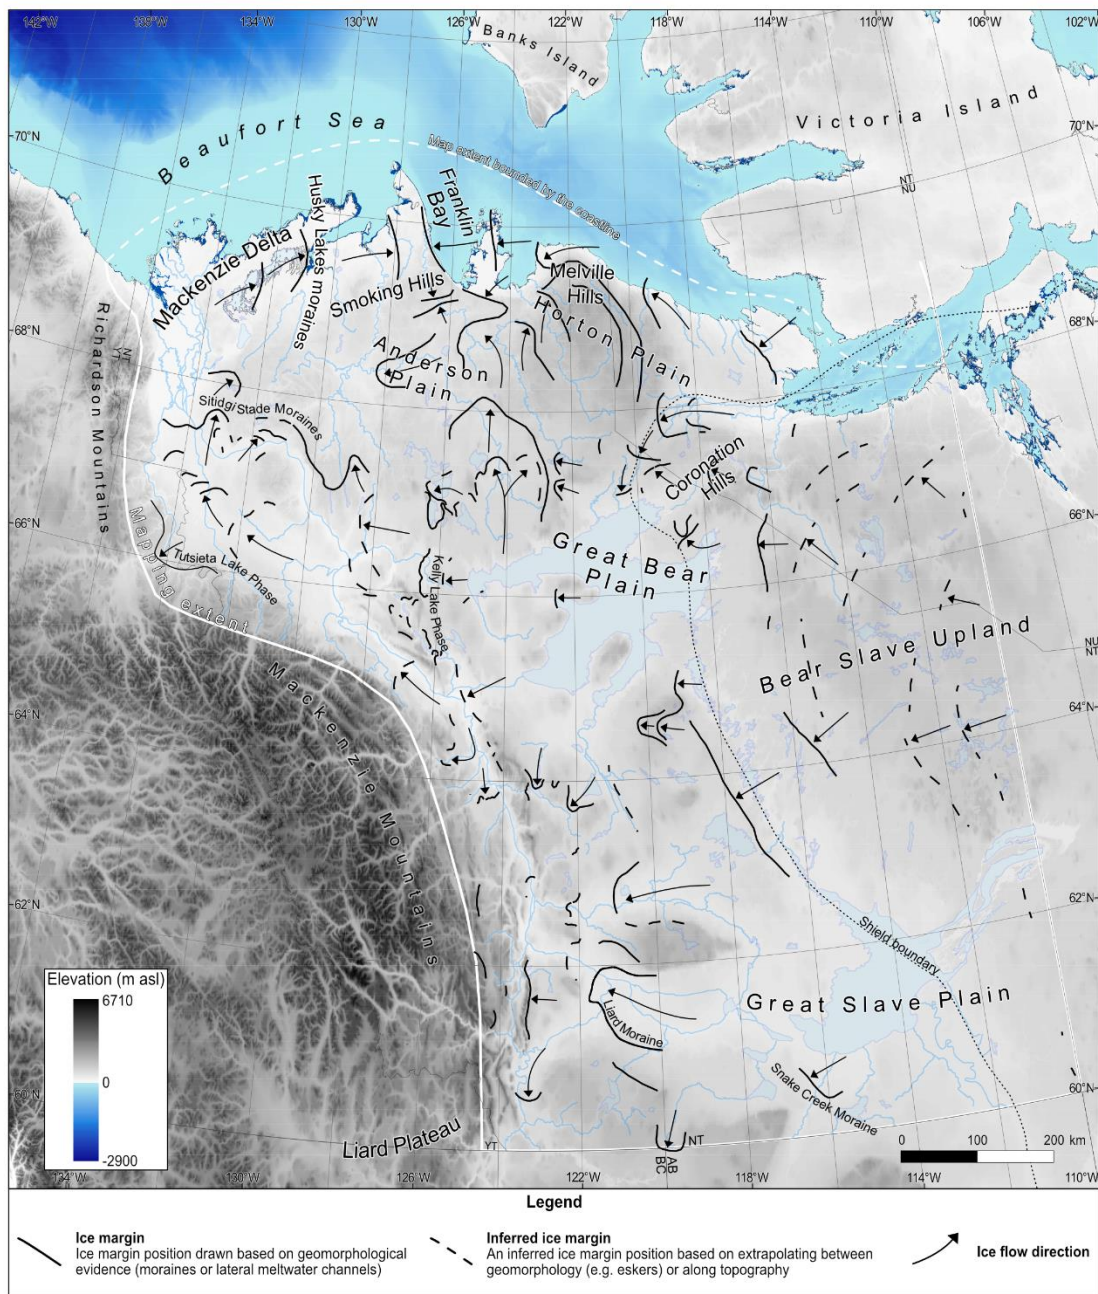 142°W
138°W
134°W
130°W
126°W
122°W
118°W
114°W
110°W
106°W
102°W
Banks Island
Victoria Island
70°N
70°N
Beaufort Sea
Map extent bounded by the coastline
NT
NU
Franklin
Bay
Husky Lakes moraines
Mackenzie Delta
Melville
Hills
Smoking Hills
Horton Plain
68°N
68°N
Richardson Mountains
NT
YT
Anderson
Plain
Sitidgi Stade Moraines
Coronation
Hills
66°N
66°N
Mapping extent
Tutsieta Lake Phase
Kelly Lake Phase
Great Bear
Plain
Bear Slave Upland
NU
NT
64°N
64°N
Mackenzie Mountains
62°N
62°N
Shield boundary
Elevation (m asl)
6710
0
-2900
Great Slave Plain
Liard Moraine
Snake Creek Moraine
60°N
60°N
Liard Plateau
YT
NT
BC
AB
0
100
200 km
134°W
130°W
126°W
122°W
118°W
114°W
110°W
Legend
Ice margin
Ice margin position drawn based on geomorphological
evidence (moraines or lateral meltwater channels)
Inferred ice margin
An inferred ice margin position based on extrapolating between
geomorphology (e.g. eskers) or along topography
Ice flow direction